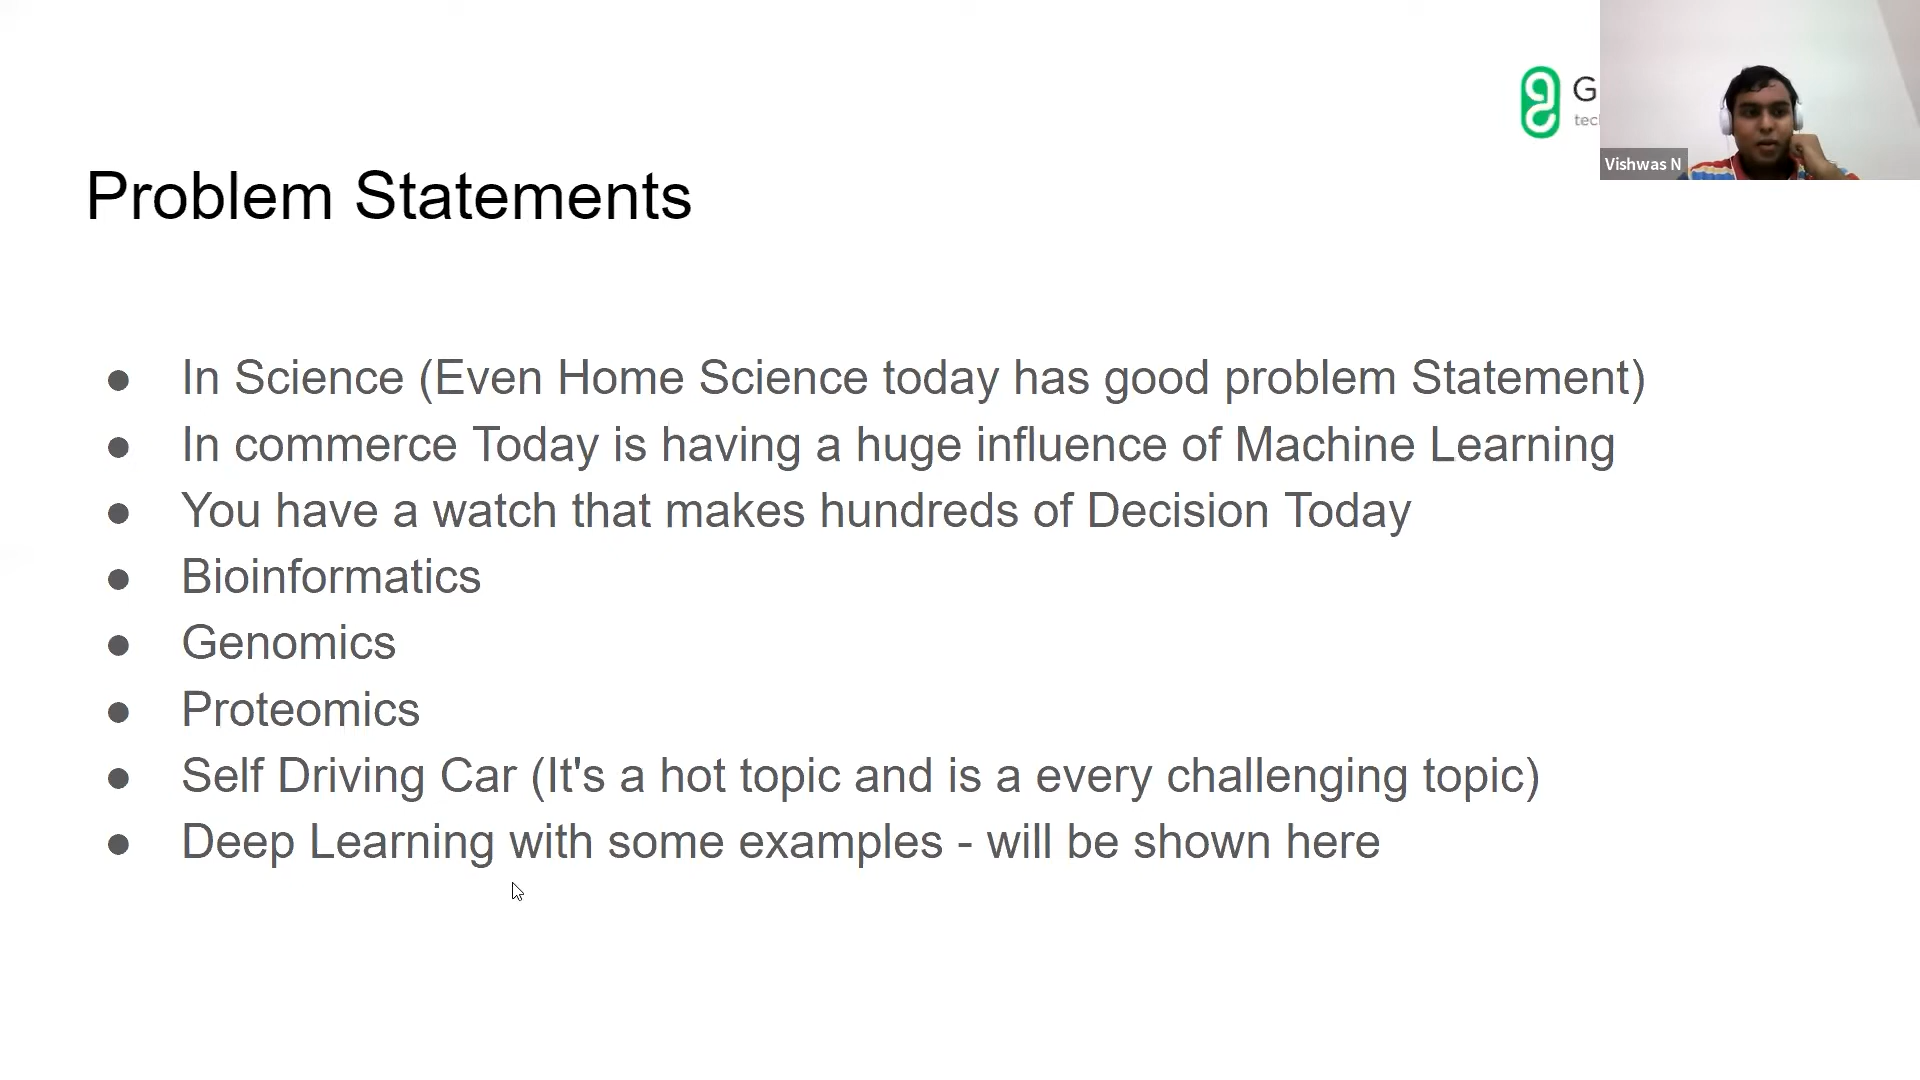 G
tec
Vishwas N
Problem Statements
● In Science (Even Home Science today has good problem Statement)
● In commerce Today is having a huge influence of Machine Learning
● You have a watch that makes hundreds of Decision Today
● Bioinformatics
● Genomics
● Proteomics
● Self Driving Car (It's a hot topic and is a every challenging topic)
● Deep Learning with some examples - will be shown here